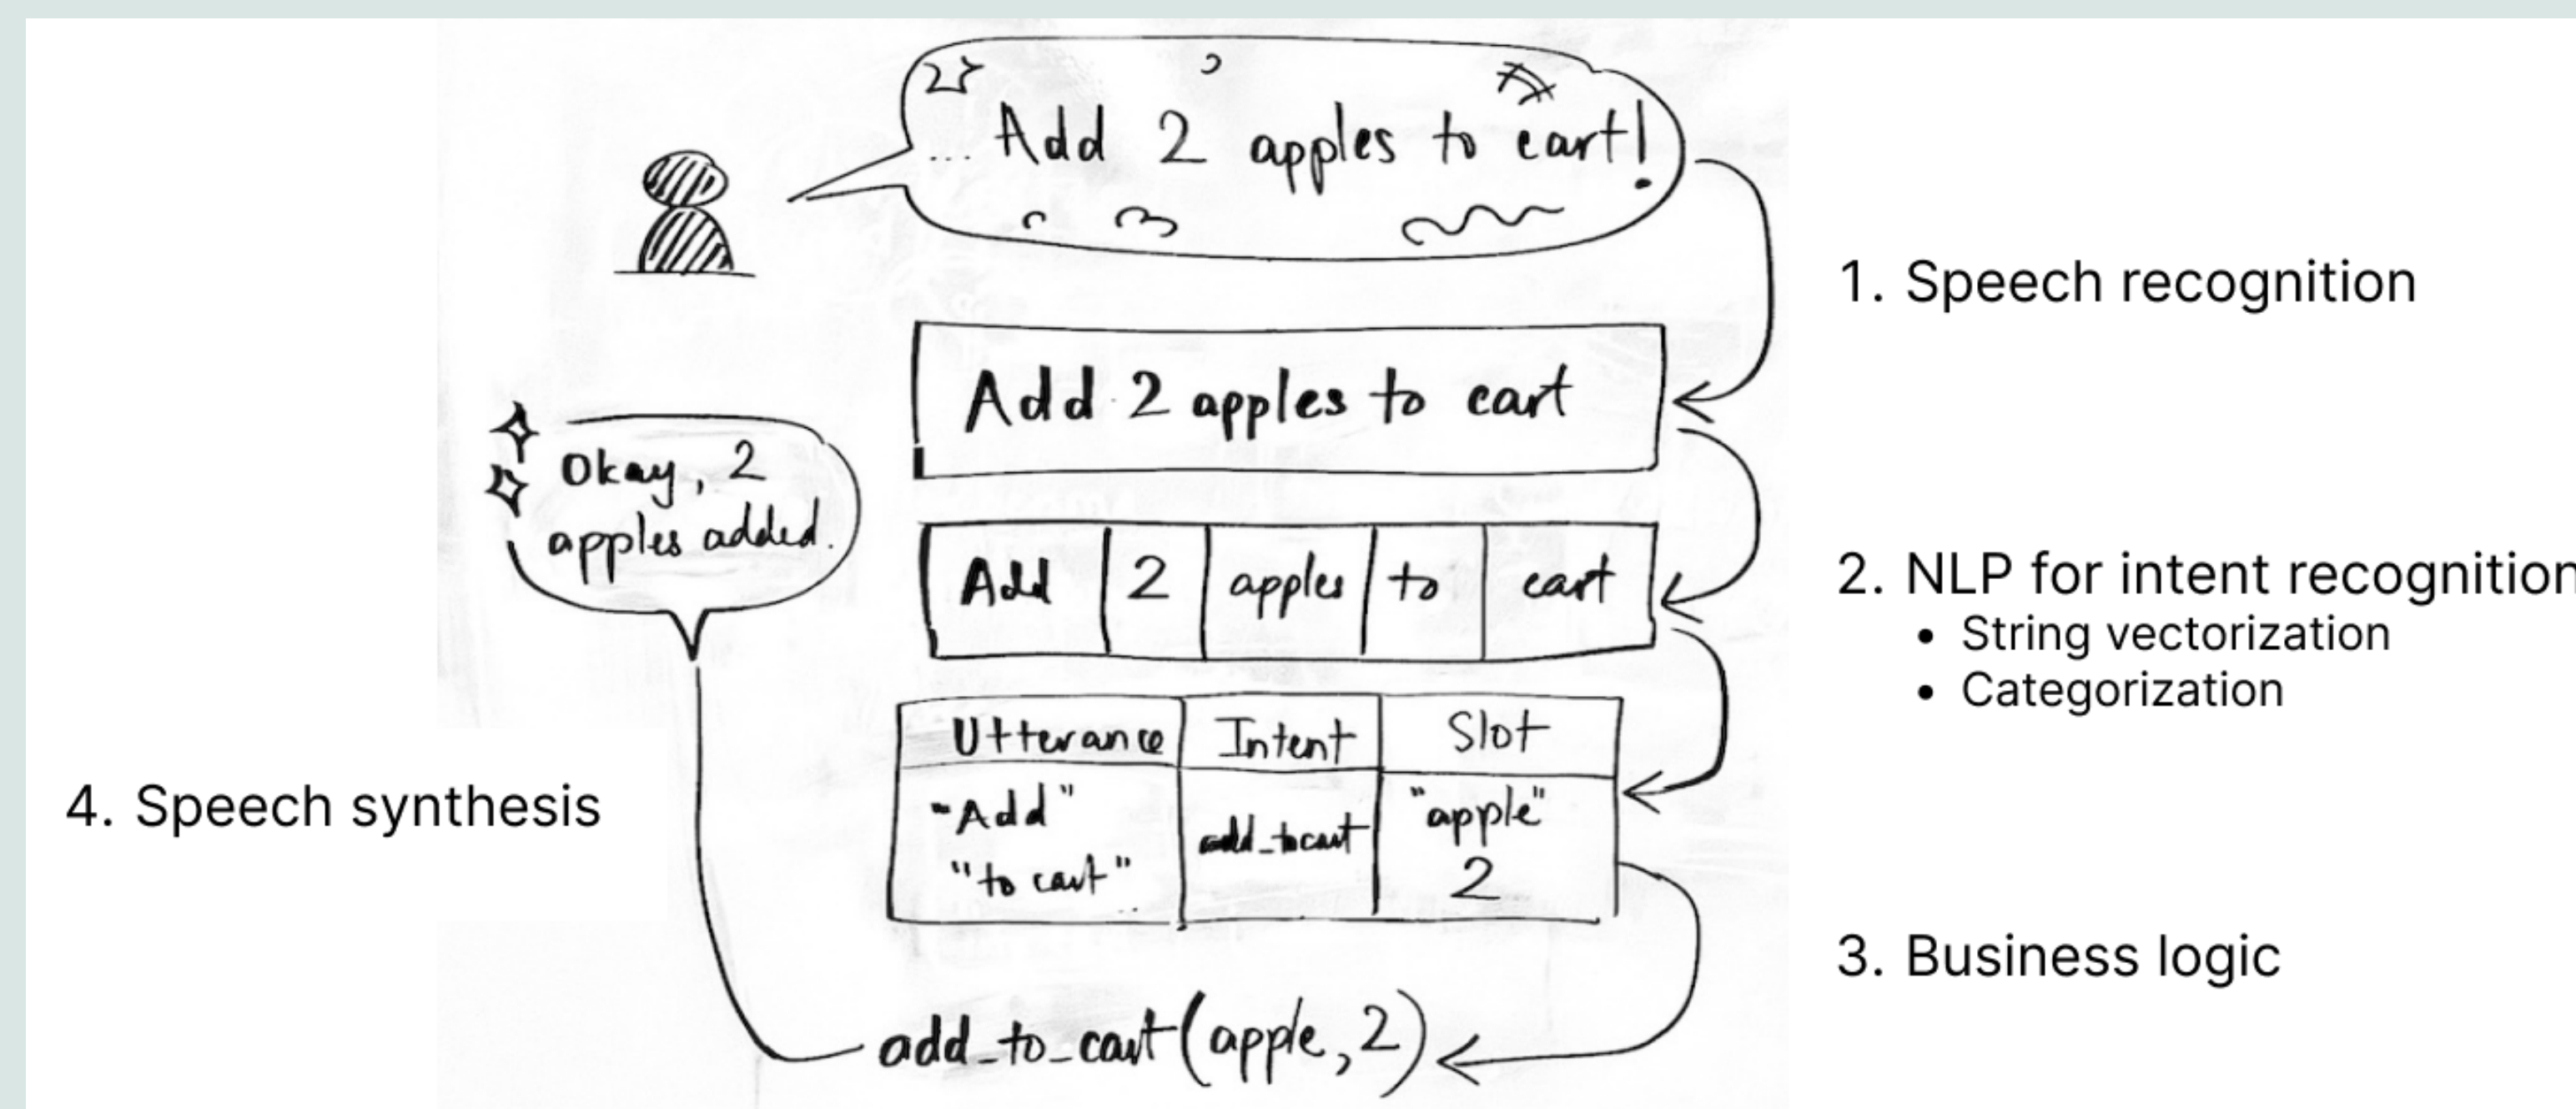 ... Add 2 apples to cart!
1. Speech recognition
Add 2 apples to cart
Okay, 2
apples added.
Add 2 apples to cart
2. NLP for intent recognition
• String vectorization
• Categorization
Utterance Intent Slot
"Add" "apple"
add_to cart
"to cart" 2
4. Speech synthesis
3. Business logic
add_to_cart(apple, 2)